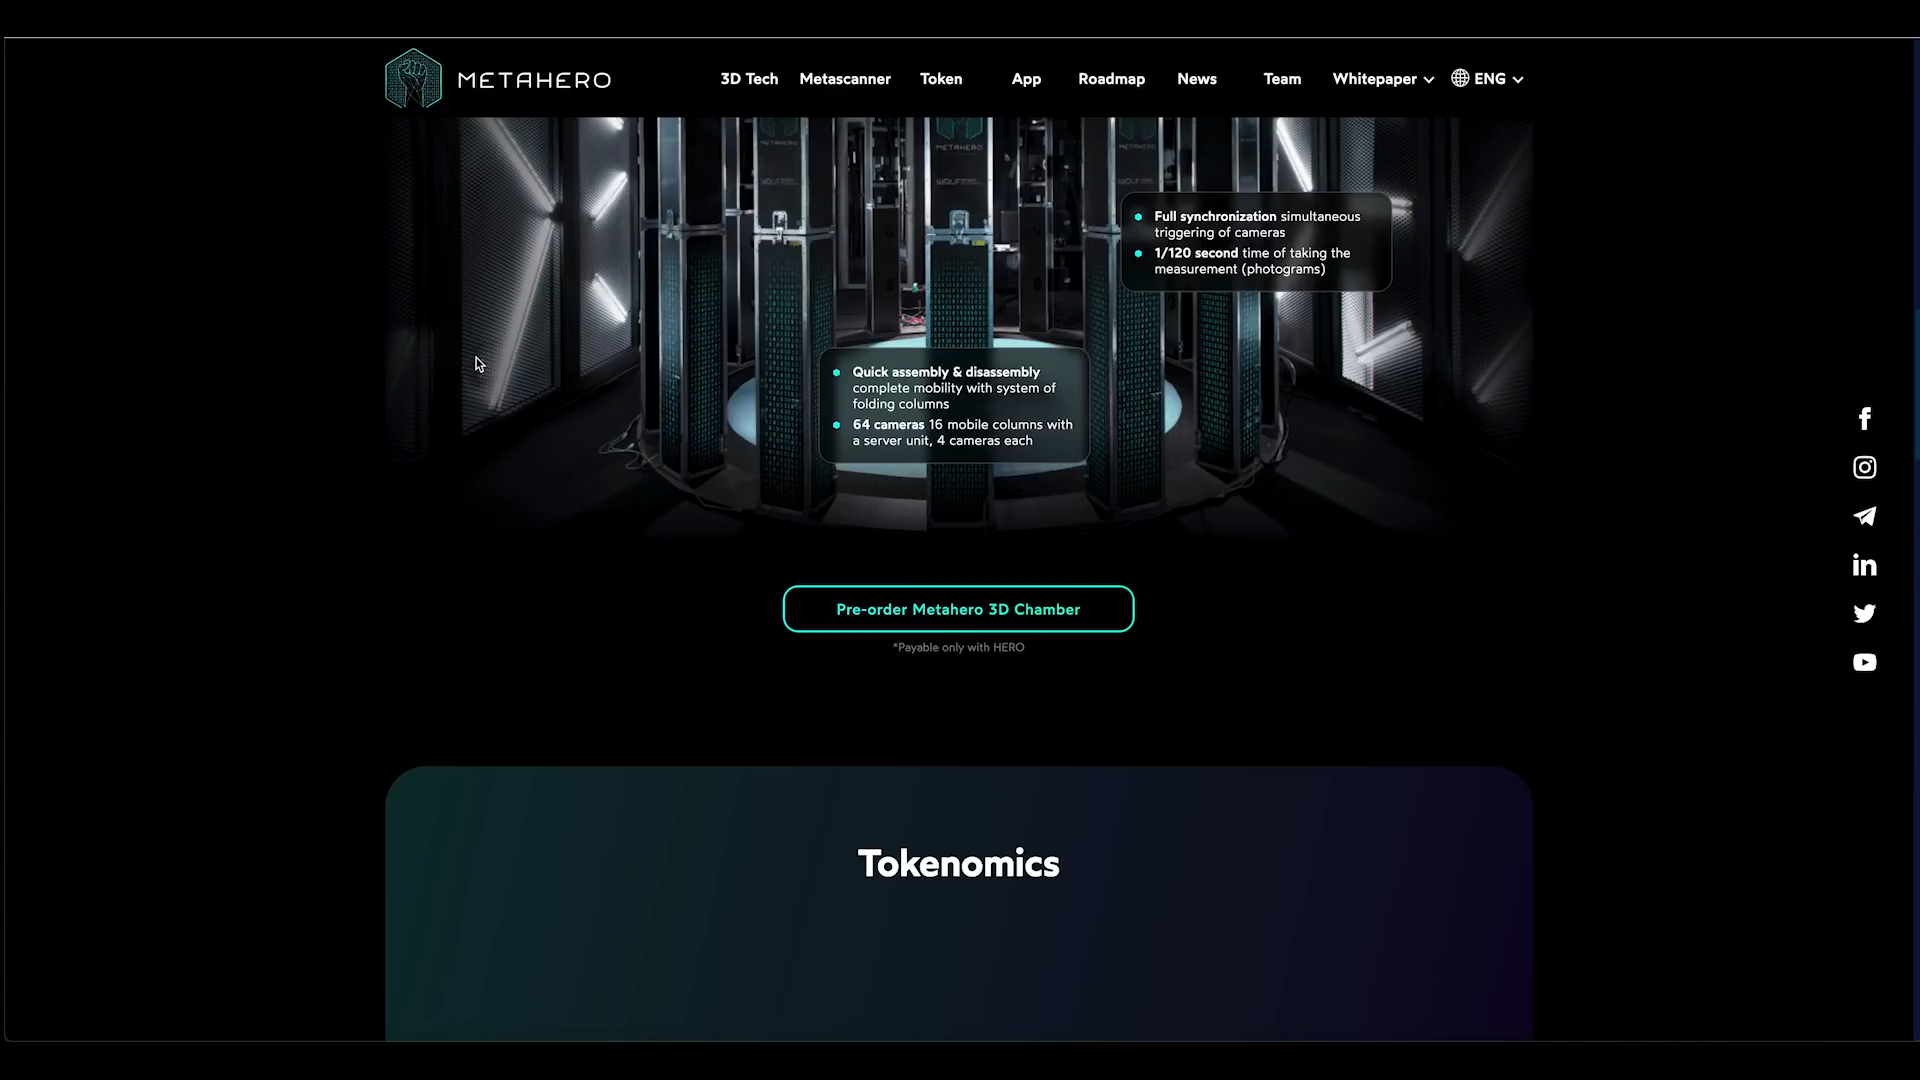 METAHERO
3D Tech
Metascanner
Token
App
Roadmap
News
Team
Whitepaper
ENG
METAHERO
METAHERO
METAHERO
Full synchronization simultaneous
triggering of cameras
1/120 second time of taking the
measurement (photograms)
Quick assembly & disassembly
complete mobility with system of
folding columns
64 cameras 16 mobile columns with
a server unit, 4 cameras each
Pre-order Metahero 3D Chamber
*Payable only with HERO
Tokenomics